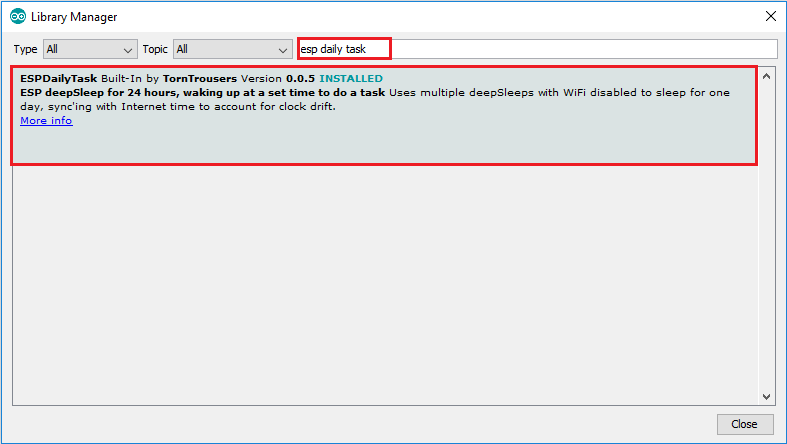 Library Manager
Type All Topic All esp daily task
ESPDailyTask Built-In by TornTrousers Version 0.0.5 INSTALLED
ESP deepSleep for 24 hours, waking up at a set time to do a task Uses multiple deepSleeps with WiFi disabled to sleep for one
day, sync'ing with Internet time to account for clock drift.
More info
Close